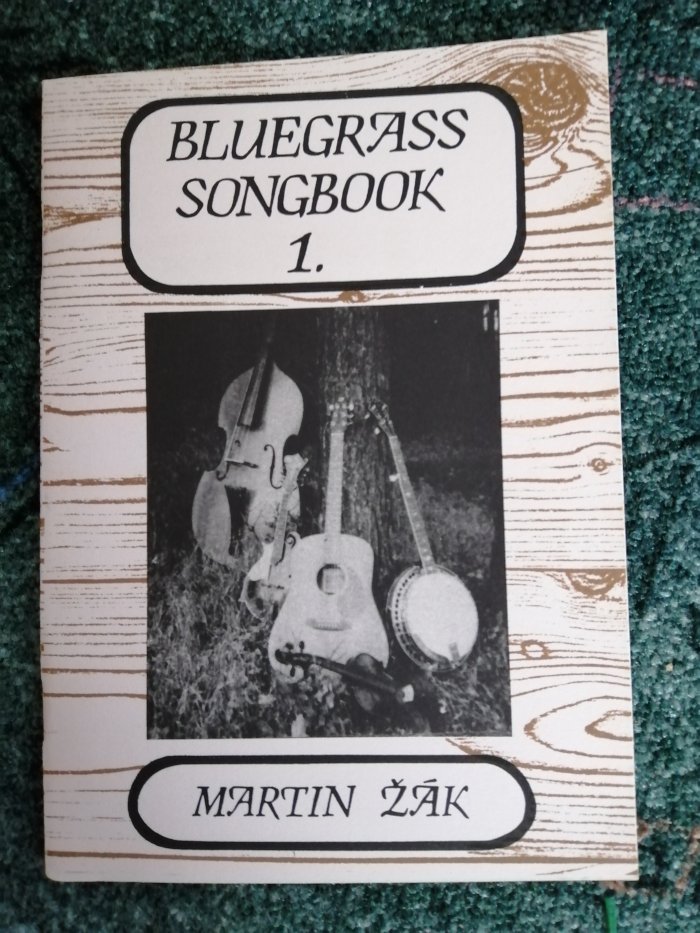 BLUEGRASS
SONGBOOK
1.
MARTIN ŽÁK